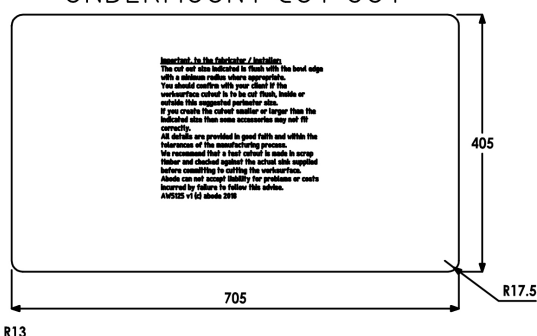 UNDERMOUNT CUT OUT
Important, to the fabricator / installer:
The cut out size indicated is flush with the bowl edge
with a minimum radius where appropriate.
You should confirm with your client if the
worksurface cutout is to be cut flush, inside or
outside this suggested perimeter size.
If you create the cutout smaller or larger than the
indicated size then some accessories may not fit
correctly.
All details are provided in good faith and within the
tolerances of the manufacturing process.
We recommend that a test cutout is made in scrap
timber and checked against the actual sink supplied
before committing to cutting the worksurface.
Abode can not accept liability for problems or costs
incurred by failure to follow this advise.
AW5125 v1 (c) abode 2018
405
R17.5
705
R13